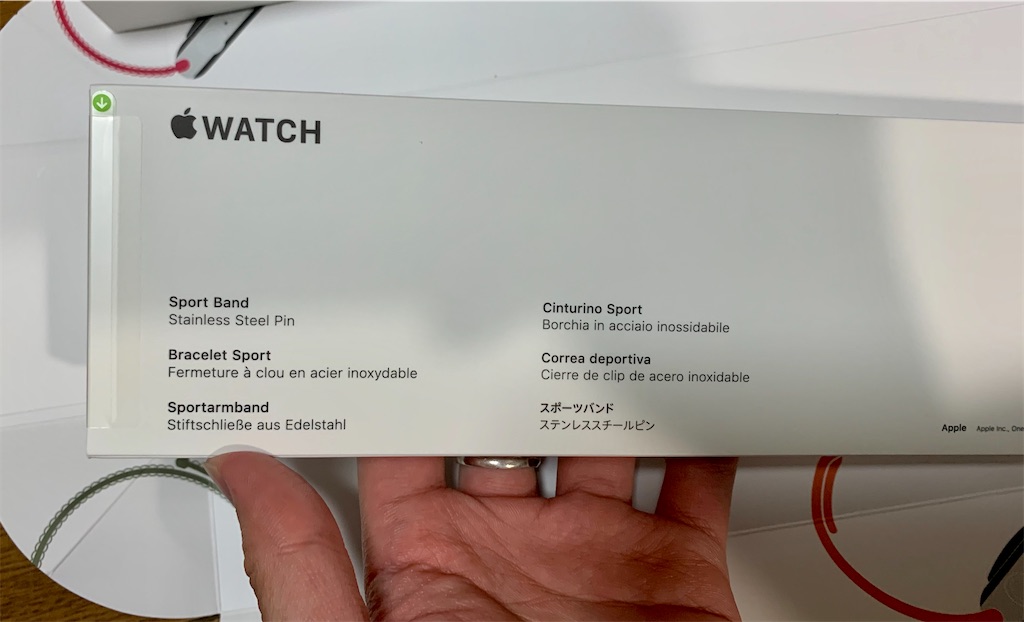 WATCH
Sport Band
Stainless Steel Pin
Bracelet Sport
Fermeture à clou en acier inoxydable
Sportarmband
Stiftschließe aus Edelstahl
Cinturino Sport
Borchia in acciaio inossidabile
Correa deportiva
Cierre de clip de acero inoxidable
スポーツバンド
ステンレススチールピン
Apple Apple Inc., One